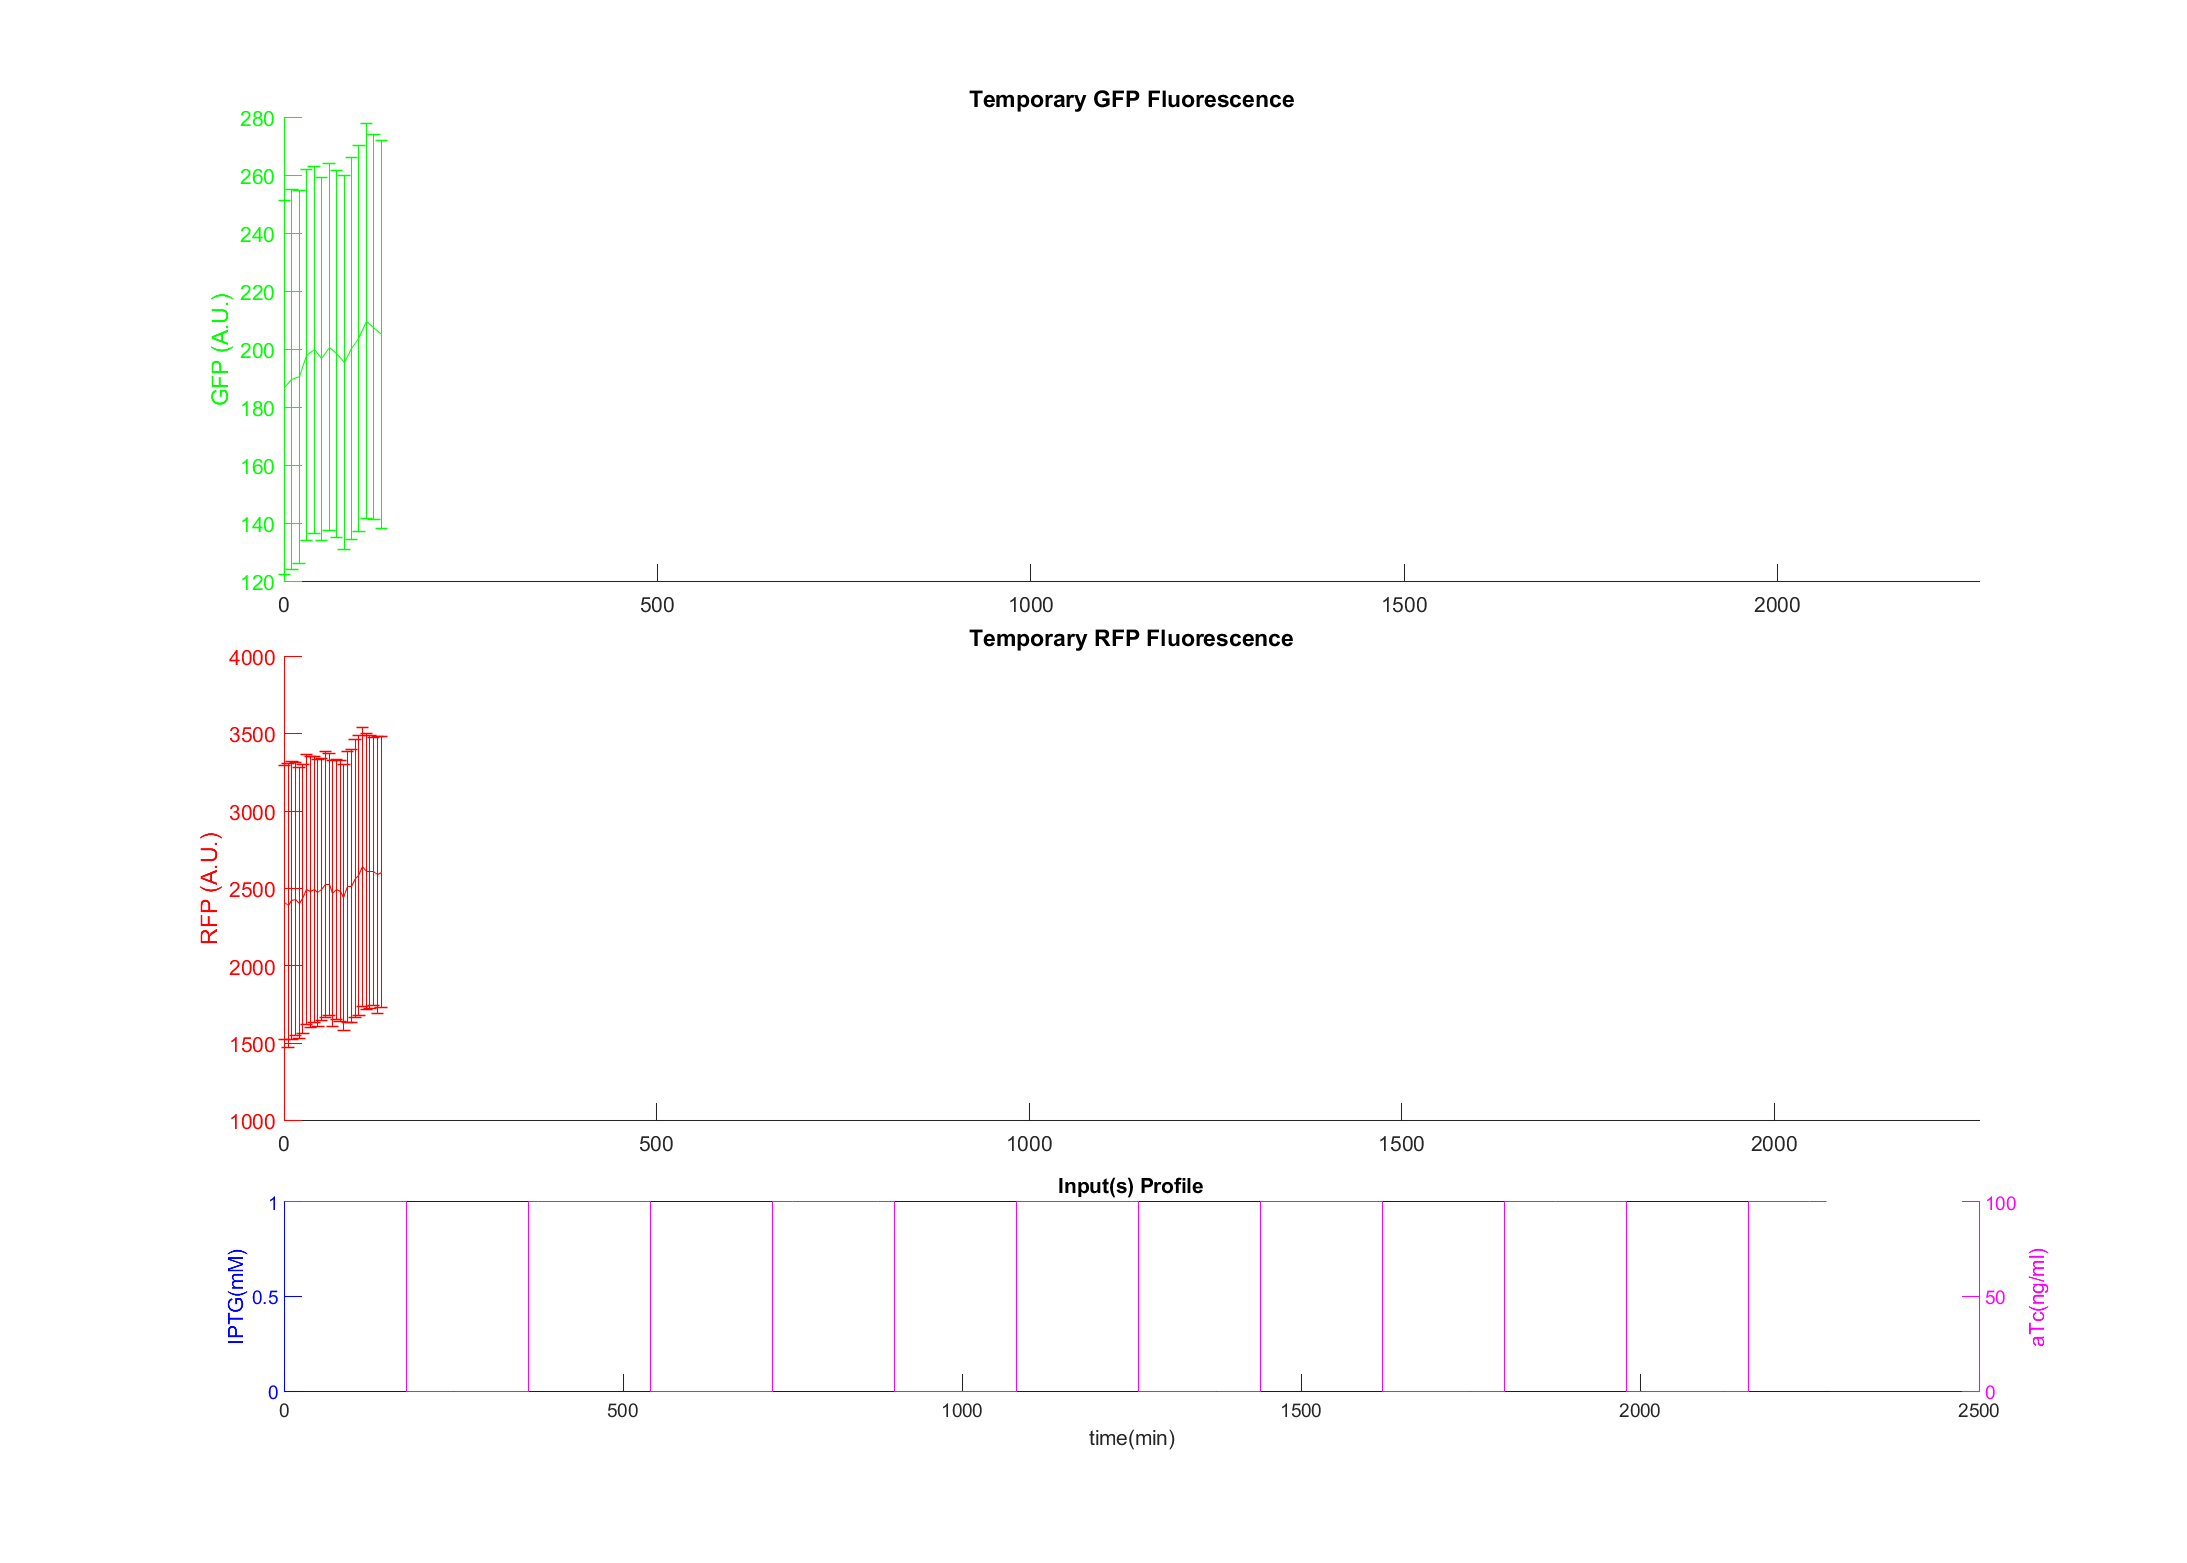 Temporary GFP Fluorescence
280
260
240
220
200
180
160
140
120
GFP (A.U.)
0 500 1000 1500 2000
Temporary RFP Fluorescence
4000
3500
3000
2500
2000
1500
1000
RFP (A.U.)
0 500 1000 1500 2000
Input(s) Profile
1
0.5
0
IPTG(mM)
100
50
0
aTc(ng/ml)
0 500 1000 1500 2000 2500
time(min)